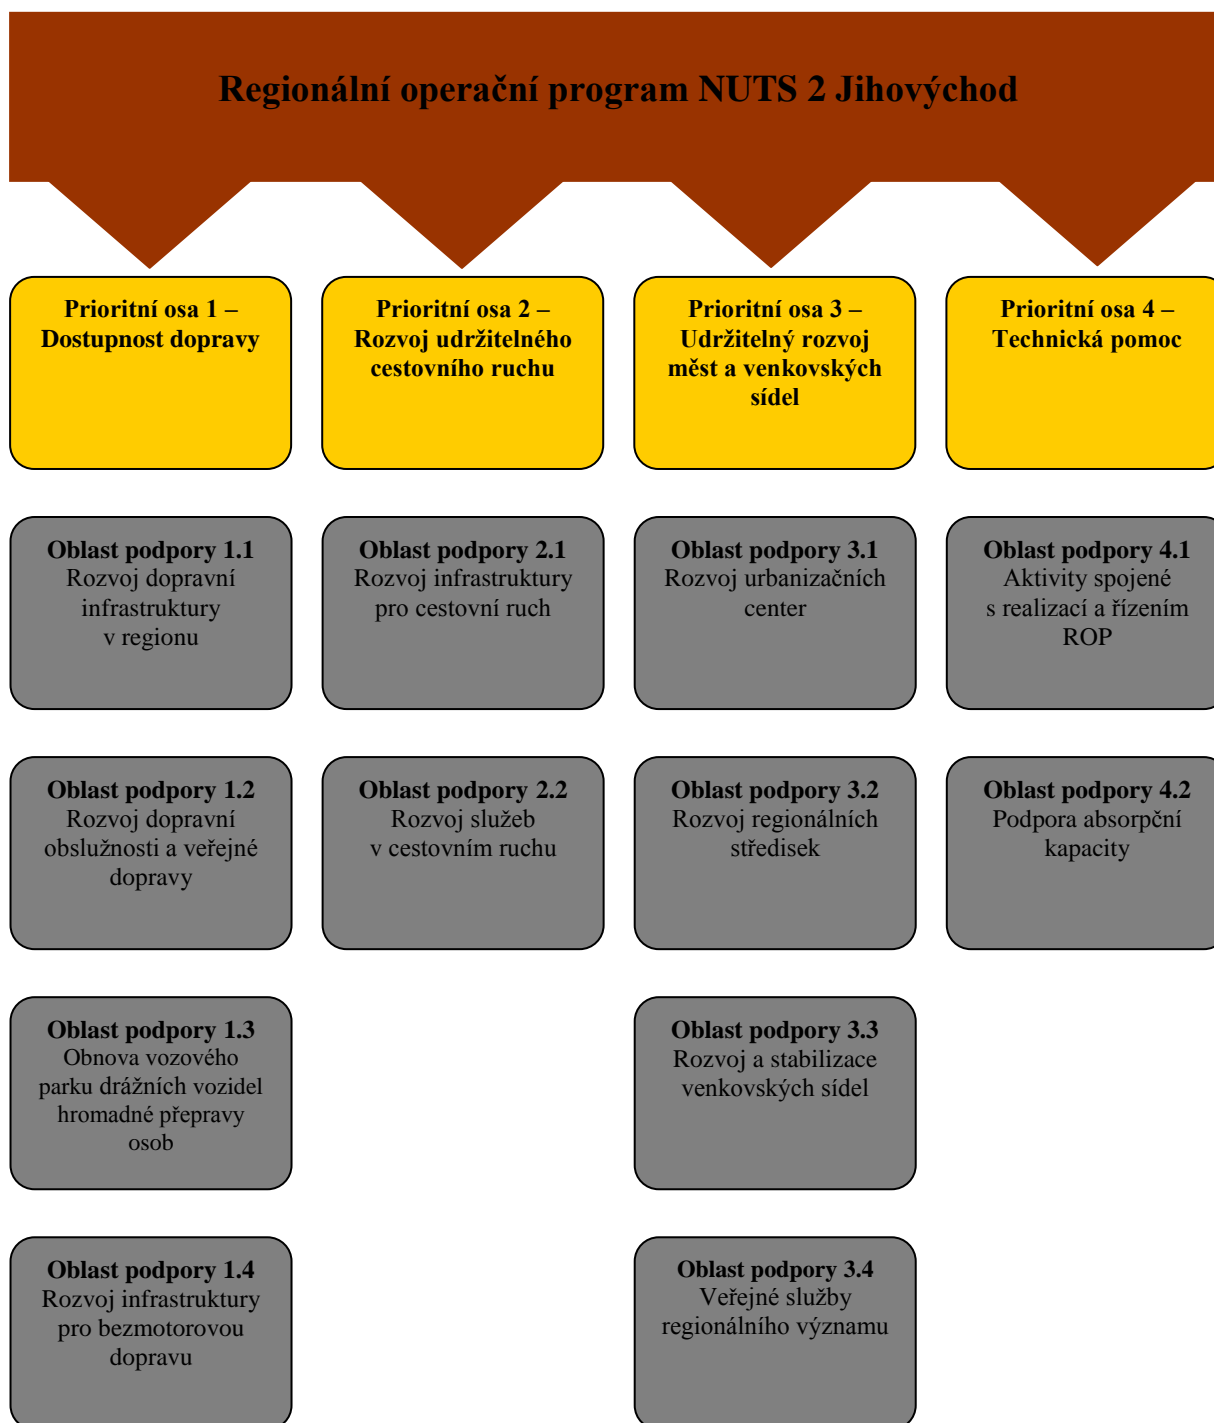 Regionální operační program NUTS 2 Jihovýchod
Prioritní osa 1 –
Dostupnost dopravy
Prioritní osa 2 –
Rozvoj udržitelného
cestovního ruchu
Prioritní osa 3 –
Udržitelný rozvoj
měst a venkovských
sídel
Prioritní osa 4 –
Technická pomoc
Oblast podpory 1.1
Rozvoj dopravní
infrastruktury
v regionu
Oblast podpory 2.1
Rozvoj infrastruktury
pro cestovní ruch
Oblast podpory 3.1
Rozvoj urbanizačních
center
Oblast podpory 4.1
Aktivity spojené
s realizací a řízením
ROP
Oblast podpory 1.2
Rozvoj dopravní
obslužnosti a veřejné
dopravy
Oblast podpory 2.2
Rozvoj služeb
v cestovním ruchu
Oblast podpory 3.2
Rozvoj regionálních
středisek
Oblast podpory 4.2
Podpora absorpční
kapacity
Oblast podpory 1.3
Obnova vozového
parku drážních vozidel
hromadné přepravy
osob
Oblast podpory 3.3
Rozvoj a stabilizace
venkovských sídel
Oblast podpory 1.4
Rozvoj infrastruktury
pro bezmotorovou
dopravu
Oblast podpory 3.4
Veřejné služby
regionálního významu